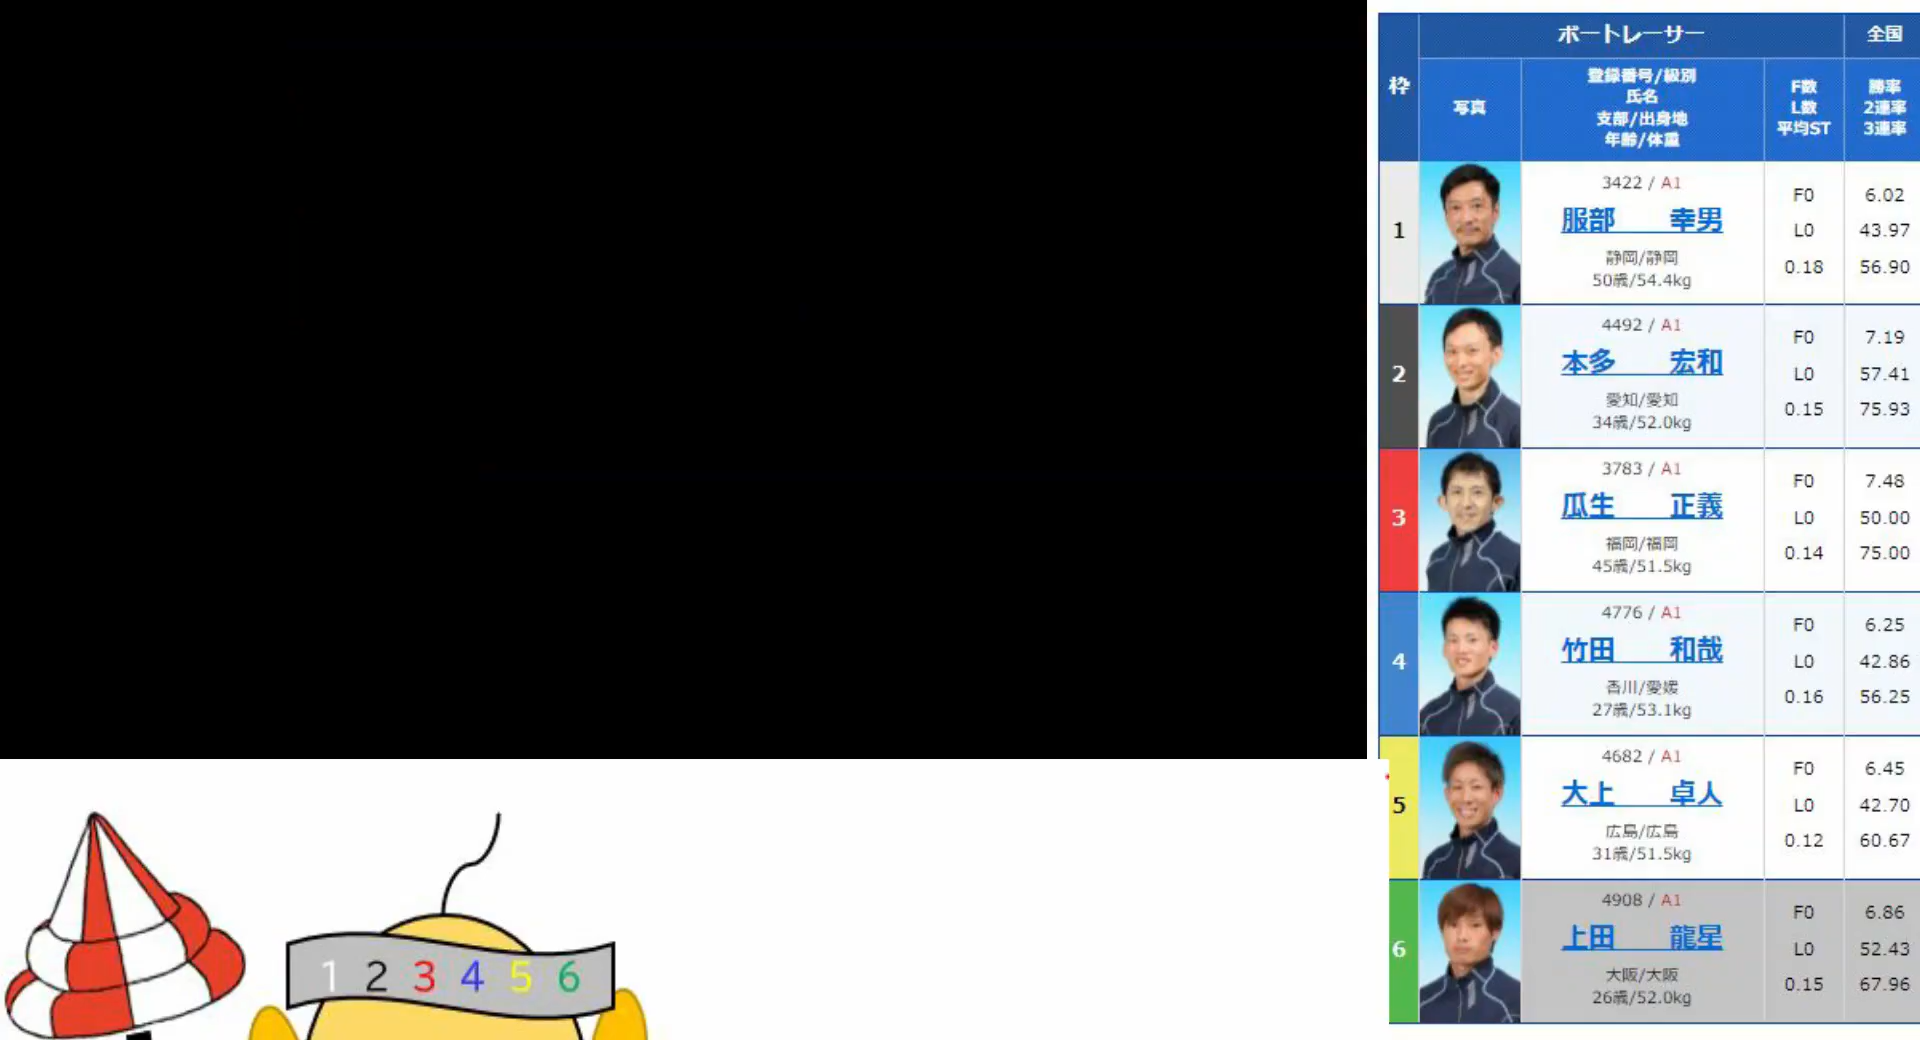 ボートレーサー 全国
枠 写真 登録番号/級別 F数 勝率
氏名 L数 2連率
支部/出身地 平均ST 3連率
年齢/体重
1 3422 / A1 F0 6.02
服部 幸男 L0 43.97
静岡/静岡 0.18 56.90
50歳/54.4kg
2 4492 / A1 F0 7.19
本多 宏和 L0 57.41
愛知/愛知 0.15 75.93
34歳/52.0kg
3 3783 / A1 F0 7.48
瓜生 正義 L0 50.00
福岡/福岡 0.14 75.00
45歳/51.5kg
4 4776 / A1 F0 6.25
竹田 和哉 L0 42.86
香川/愛媛 0.16 56.25
27歳/53.1kg
5 4682 / A1 F0 6.45
大上 卓人 L0 42.70
広島/広島 0.12 60.67
31歳/51.5kg
6 4908 / A1 F0 6.86
上田 龍星 L0 52.43
大阪/大阪 0.15 67.96
26歳/52.0kg
1 2 3 4 5 6